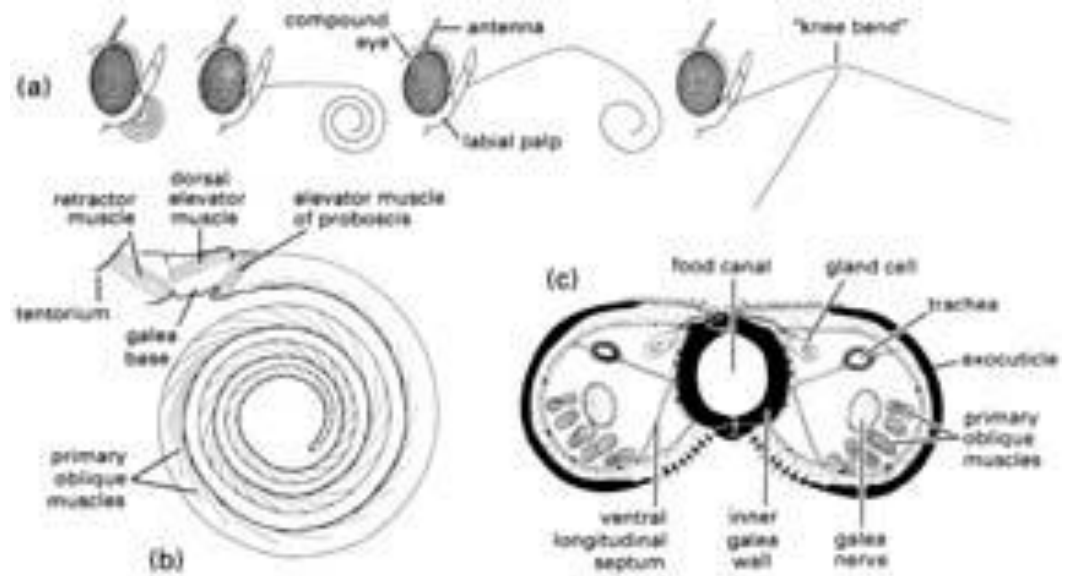 (a)
compound
eye
antenna
labial palp
"knee bend"
retractor
muscle
dorsal
elevator
muscle
elevator muscle
of proboscis
tentorium
galea
base
primary
oblique
muscles
(b)
(c)
food canal
gland cell
trachea
exocuticle
primary
oblique
muscles
ventral
longitudinal
septum
inner
galea
wall
galea
nerve